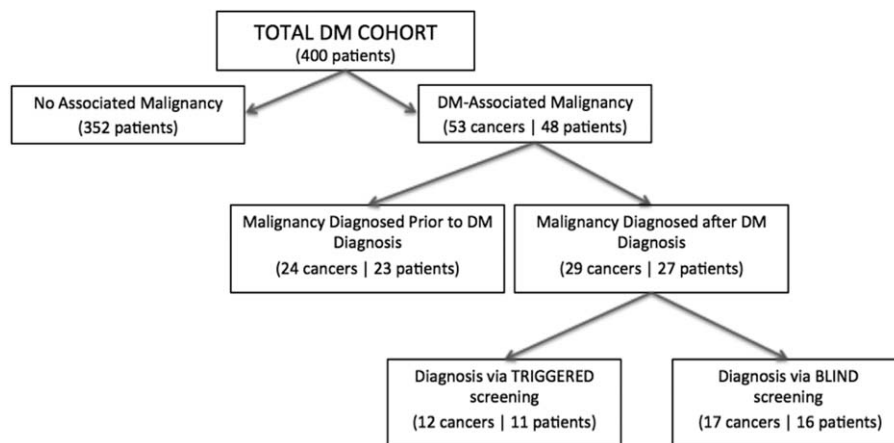 TOTAL DM COHORT
(400 patients)
No Associated Malignancy
(352 patients)
DM-Associated Malignancy
(53 cancers | 48 patients)
Malignancy Diagnosed Prior to DM
Diagnosis
(24 cancers | 23 patients)
Malignancy Diagnosed after DM
Diagnosis
(29 cancers | 27 patients)
Diagnosis via TRIGGERED
screening
(12 cancers | 11 patients)
Diagnosis via BLIND
screening
(17 cancers | 16 patients)